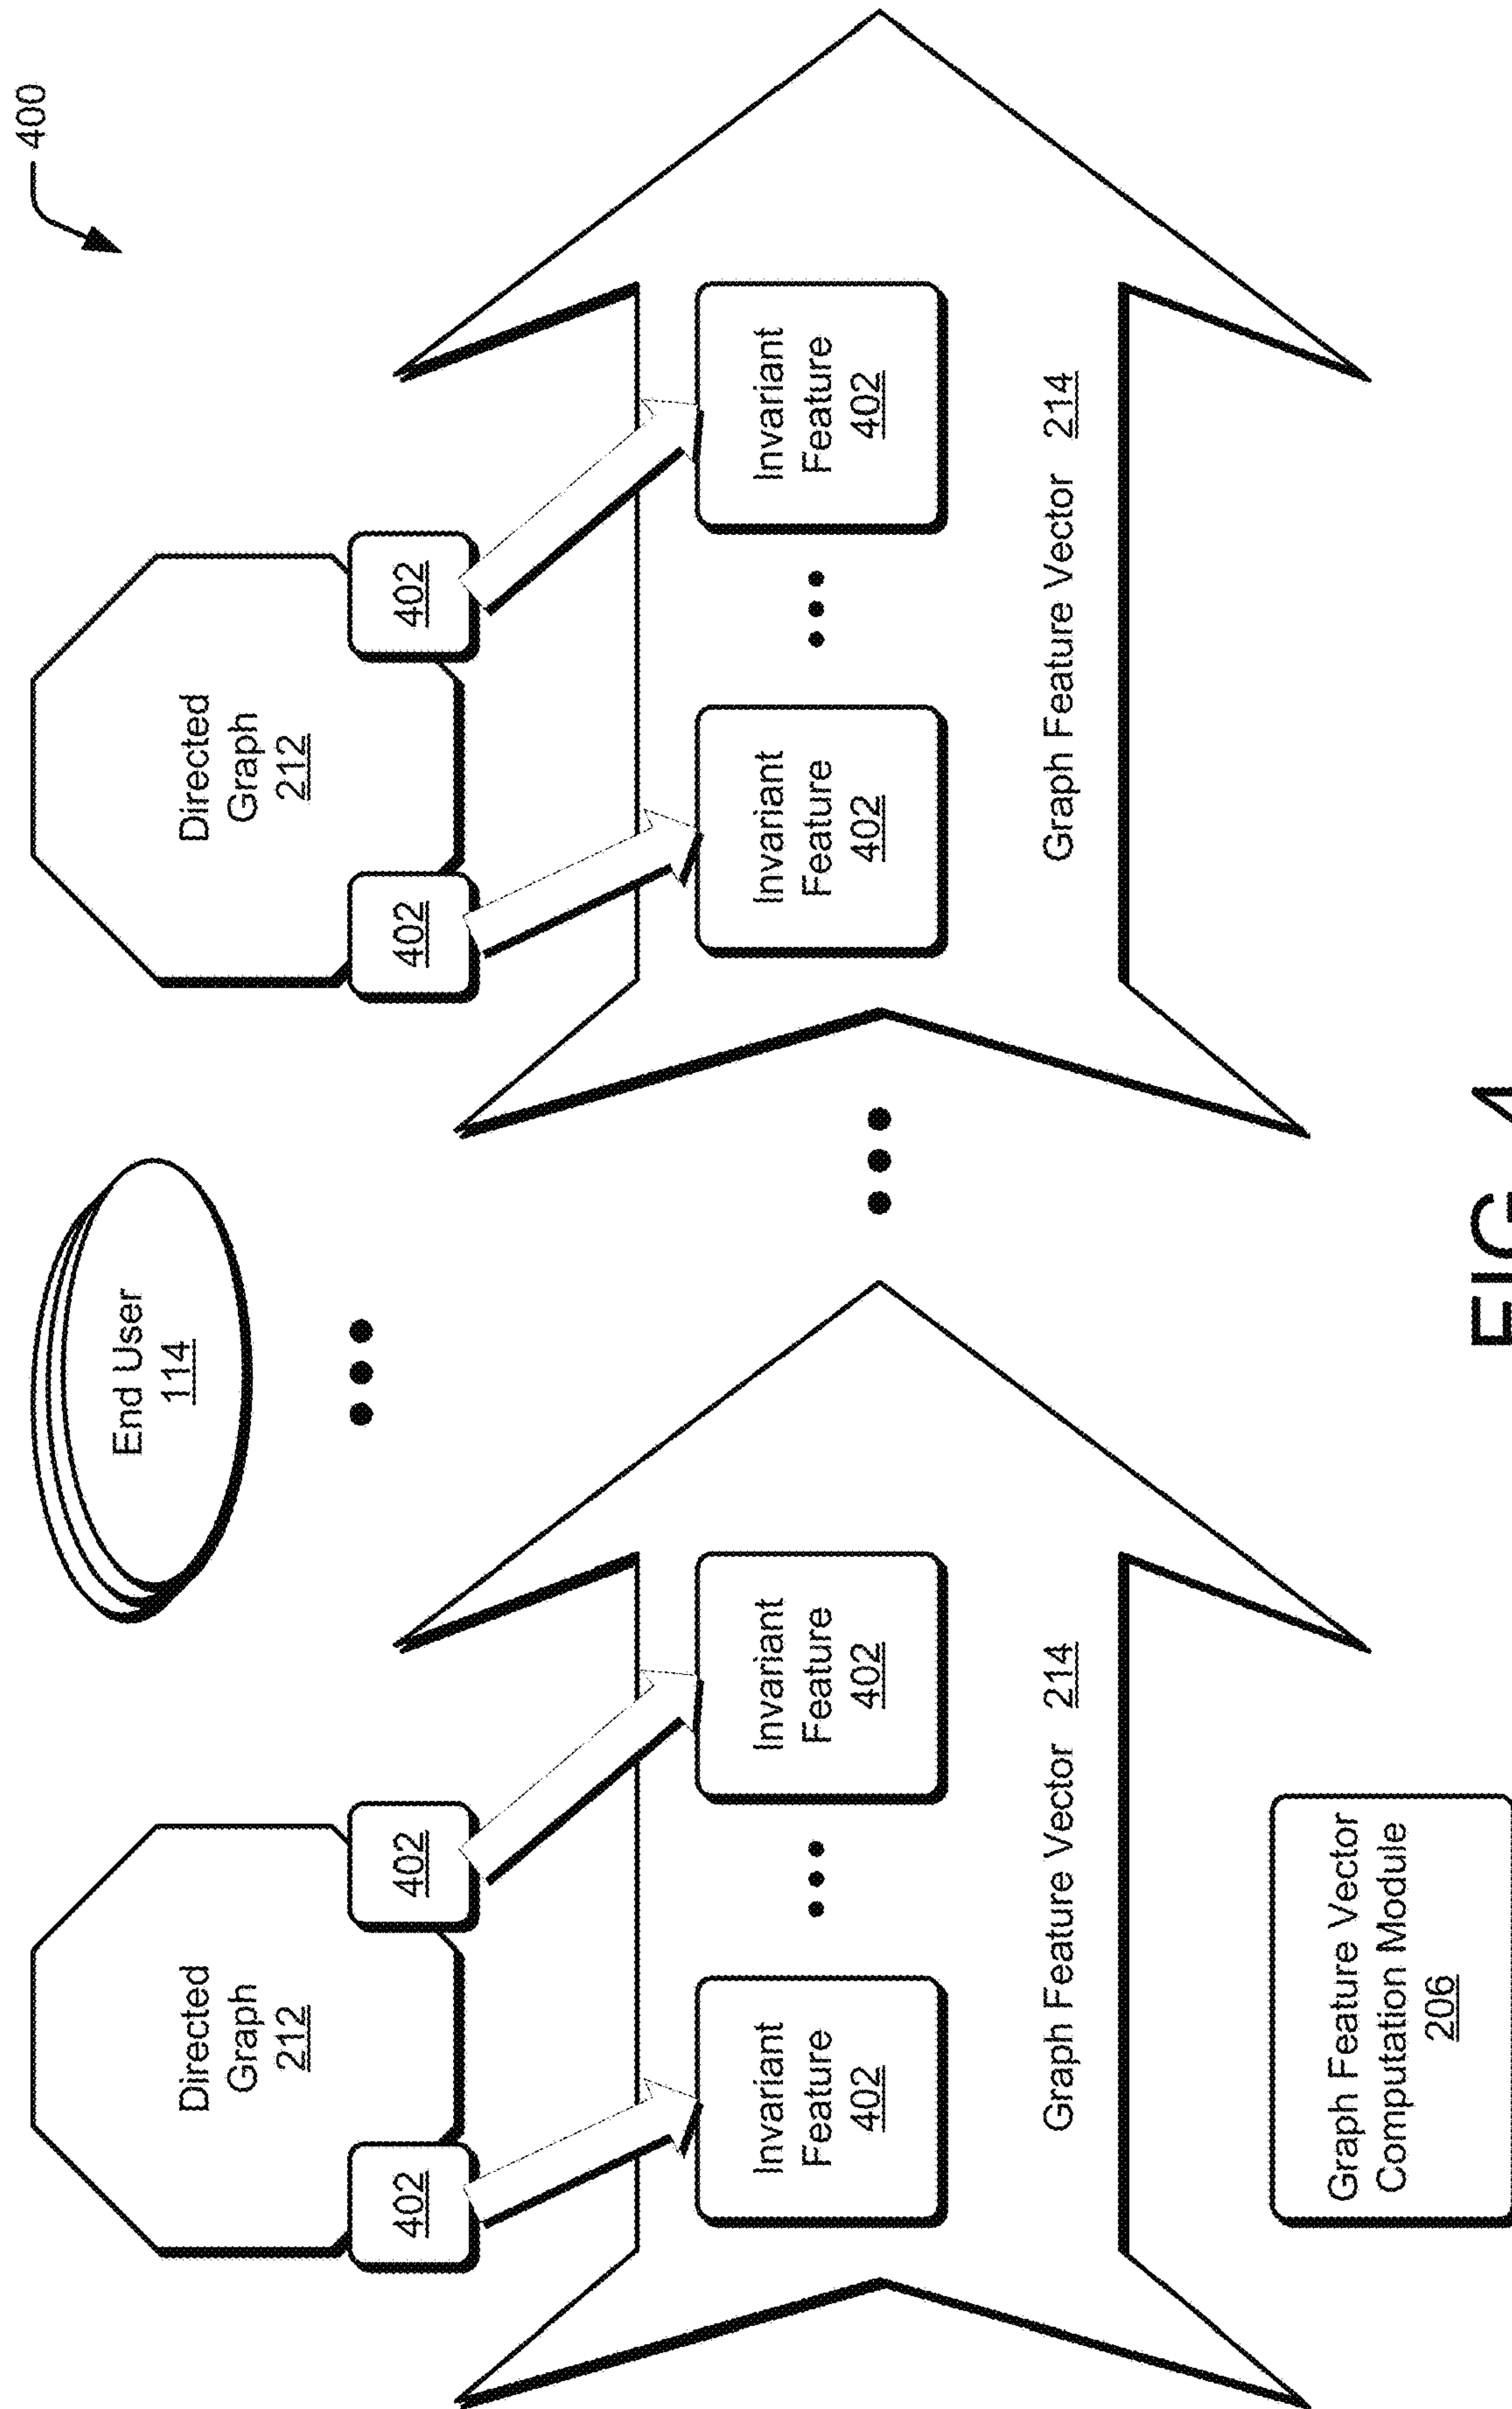 400
End User
114
Directed
Graph
212
402
402
Invariant
Feature
402
Invariant
Feature
402
Graph Feature Vector 214
Directed
Graph
212
402
402
Invariant
Feature
402
Invariant
Feature
402
Graph Feature Vector 214
Graph Feature Vector
Computation Module
206
FIG. 4